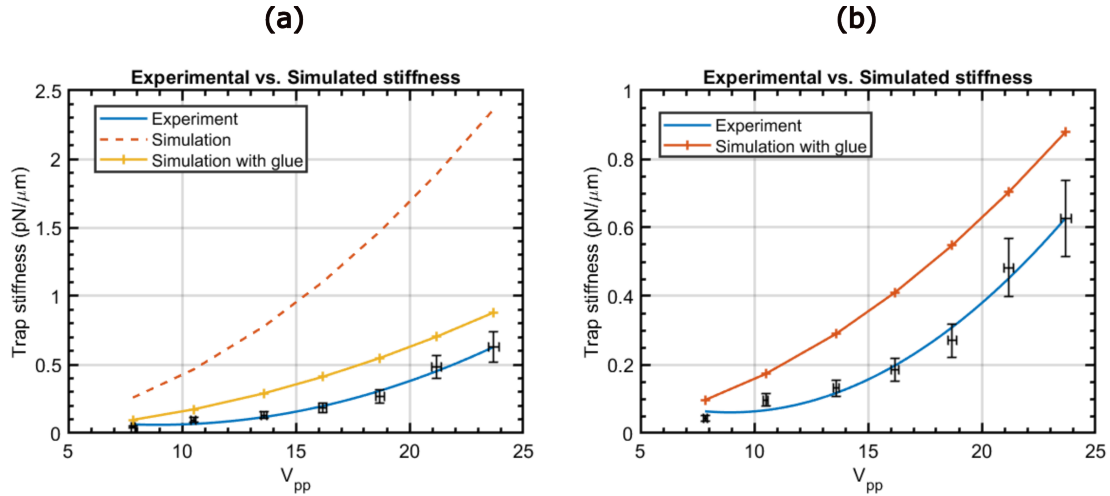 (a)
Experimental vs. Simulated stiffness
Trap stiffness (pN/μm)
2.5
2
1.5
1
0.5
0
Experiment
Simulation
Simulation with glue
5
10
15
20
25
Vpp
(b)
Experimental vs. Simulated stiffness
Trap stiffness (pN/μm)
1
0.8
0.6
0.4
0.2
0
Experiment
Simulation with glue
5
10
15
20
25
Vpp